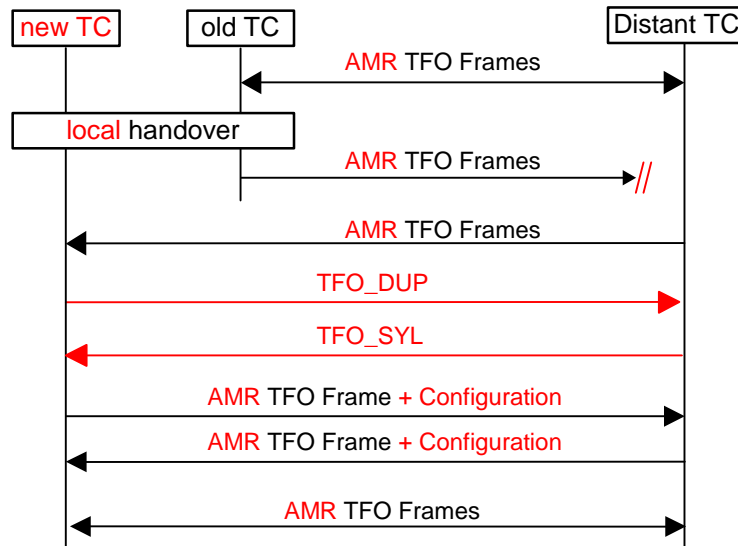 new TC
old TC
Distant TC
AMR TFO Frames
local handover
AMR TFO Frames
AMR TFO Frames
TFO_DUP
TFO_SYL
AMR TFO Frame + Configuration
AMR TFO Frame + Configuration
AMR TFO Frames